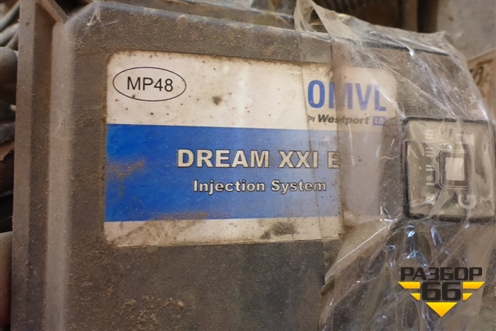 MP48
OMVL
by Westport
DREAM XXI E
Injection System
РАЗБОР
66